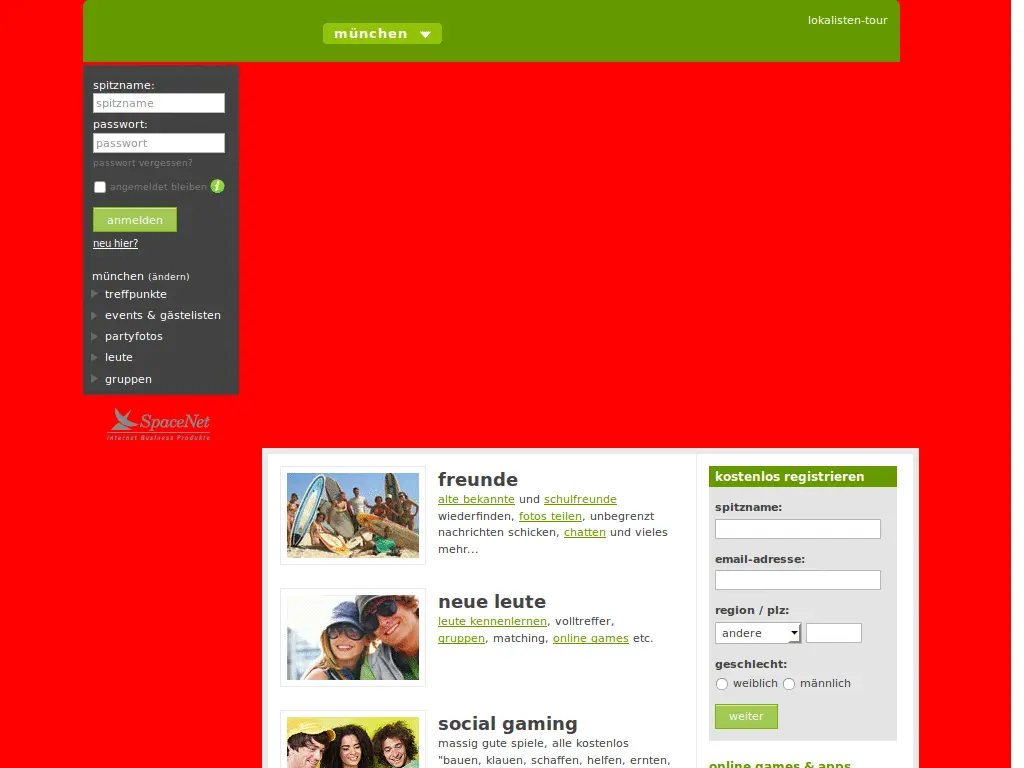 münchen
lokalisten-tour
spitzname:
spitzname
passwort:
passwort
passwort vergessen?
angemeldet bleiben
anmelden
neu hier?
münchen (ändern)
treffpunkte
events & gästelisten
partyfotos
leute
gruppen
SpaceNet
Internet Business Produkte
freunde
alte bekannte und schulfreunde
wiederfinden, fotos teilen, unbegrenzt
nachrichten schicken, chatten und vieles
mehr...
neue leute
leute kennenlernen, volltreffer,
gruppen, matching, online games etc.
social gaming
massig gute spiele, alle kostenlos
"bauen, klauen, schaffen, helfen, ernten,
kostenlos registrieren
spitzname:
email-adresse:
region / plz:
andere
geschlecht:
weiblich männlich
weiter
online games & apps